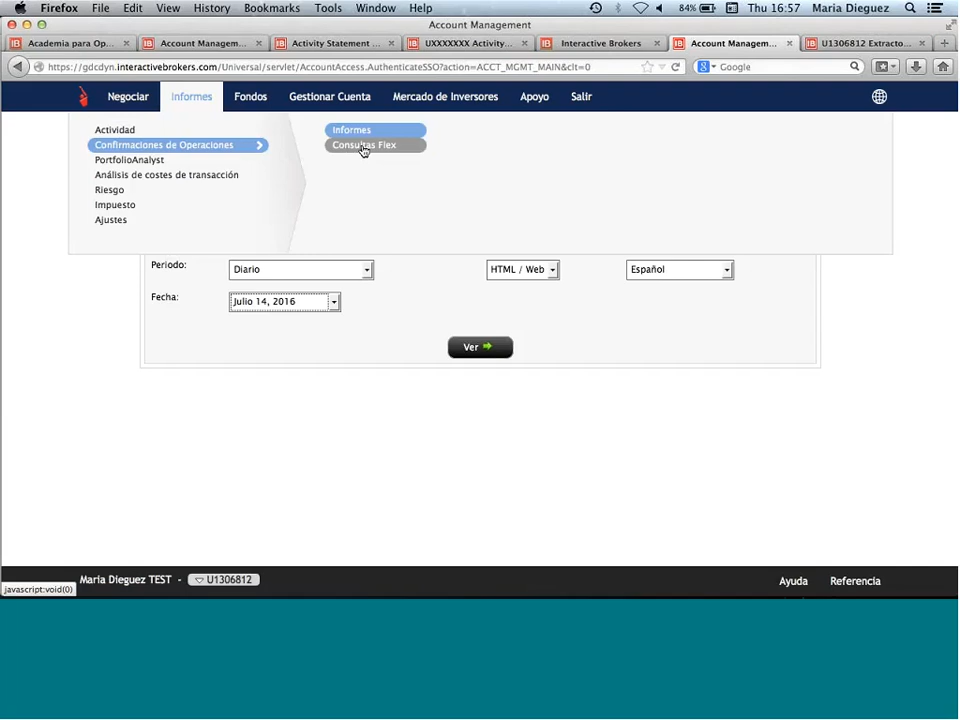 Firefox File Edit View History Bookmarks Tools Window Help 84% Thu 16:57 Maria Dieguez
Account Management
Academia para Op... Account Managem... Activity Statement ... UXXXXXXX Activity... Interactive Brokers Account Managem... U1306812 Extracto...
https://gdcdyn.interactivebrokers.com/Universal/servlet/AccountAccess.AuthenticateSSO?action=ACCT_MGMT_MAIN&clt=0 Google
Negociar Informes Fondos Gestionar Cuenta Mercado de Inversores Apoyo Salir
Actividad Informes
Confirmaciones de Operaciones Consultas Flex
PortfolioAnalyst
Análisis de costes de transacción
Riesgo
Impuesto
Ajustes
Periodo: Diario HTML / Web Español
Fecha: Julio 14, 2016
Ver
Maria Dieguez TEST - U1306812 Ayuda Referencia
javascript:void(0)